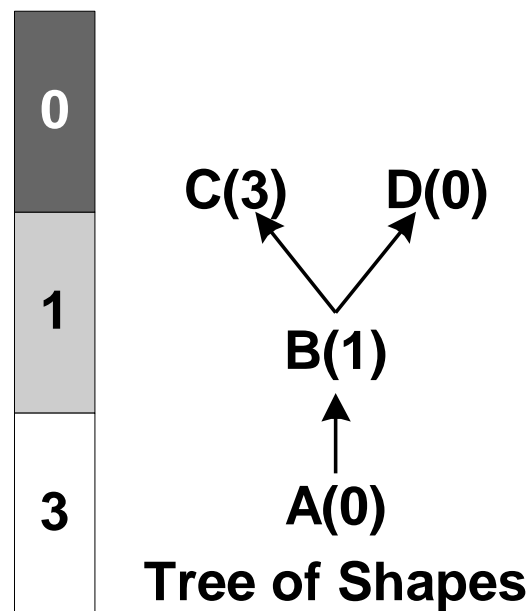 0
C(3) D(0)
1
B(1)
3
A(0)
Tree of Shapes